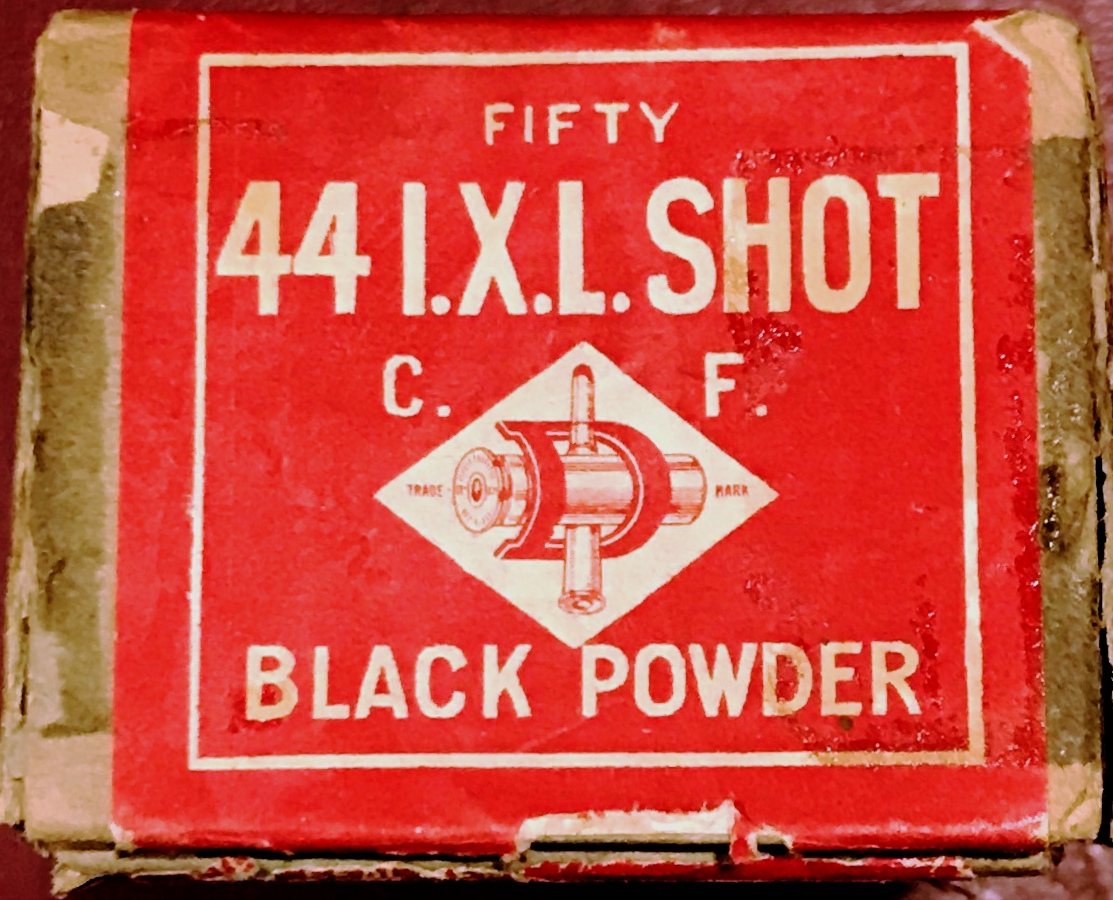 FIFTY
44 I.X.L. SHOT
C. F.
TRADE MARK
BLACK POWDER